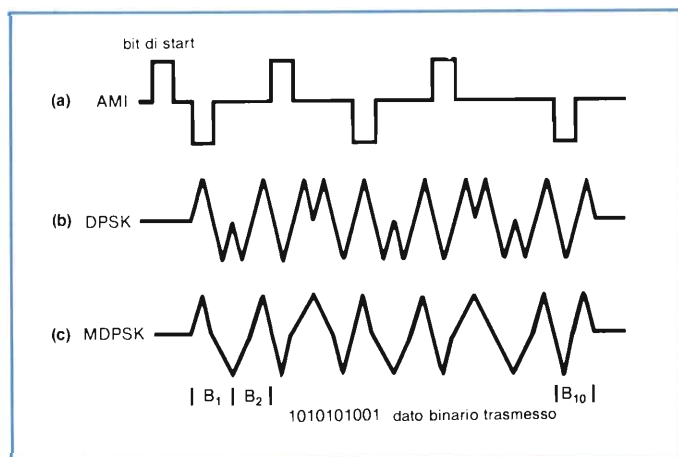 bit di start
(a) AMI
(b) DPSK
(c) MDPSK
| B₁ | B₂ | |B₁₀|
1010101001 dato binario trasmesso